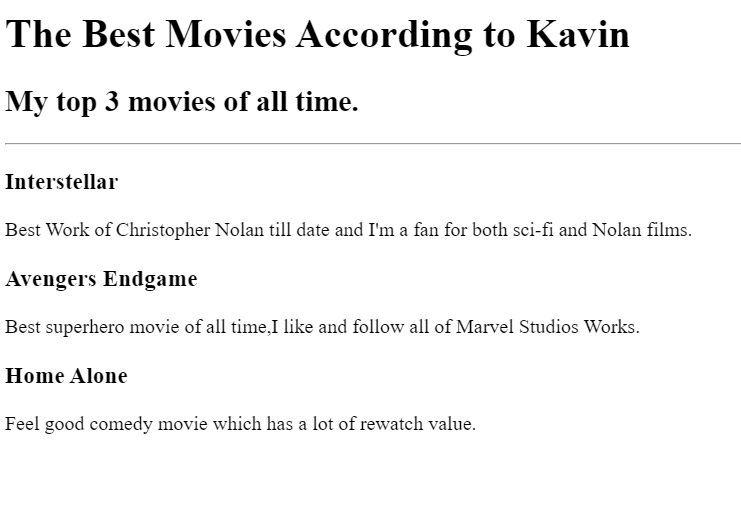 The Best Movies According to Kavin
My top 3 movies of all time.
Interstellar
Best Work of Christopher Nolan till date and I'm a fan for both sci-fi and Nolan films.
Avengers Endgame
Best superhero movie of all time,I like and follow all of Marvel Studios Works.
Home Alone
Feel good comedy movie which has a lot of rewatch value.